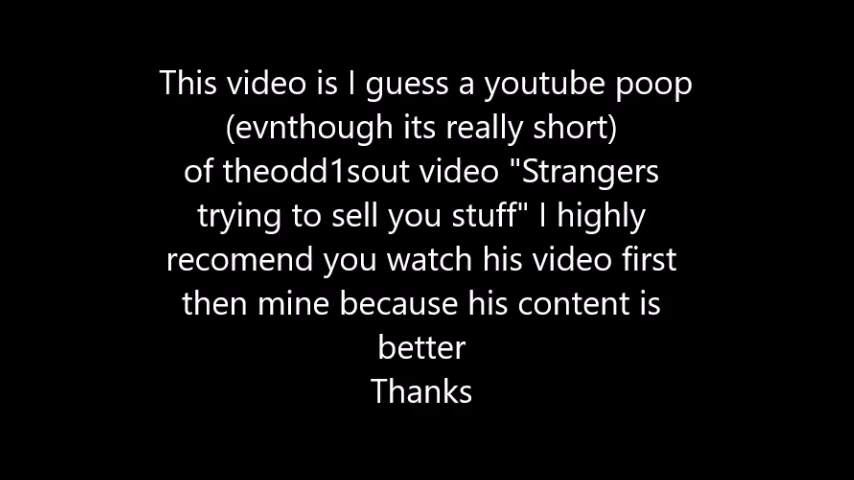 This video is I guess a youtube poop
(evnthough its really short)
of theodd1sout video "Strangers
trying to sell you stuff" I highly
recomend you watch his video first
then mine because his content is
better
Thanks